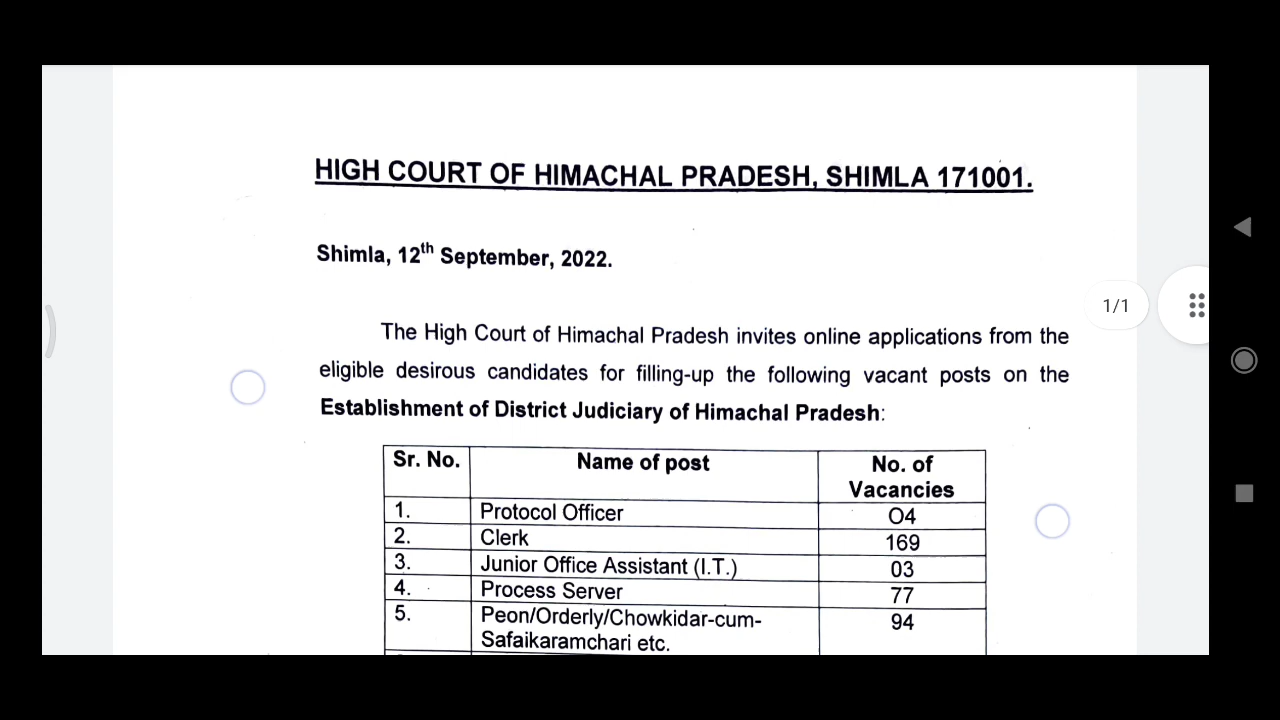 HIGH COURT OF HIMACHAL PRADESH, SHIMLA 171001.
Shimla, 12th September, 2022.
The High Court of Himachal Pradesh invites online applications from the
eligible desirous candidates for filling-up the following vacant posts on the
Establishment of District Judiciary of Himachal Pradesh:
Sr. No. Name of post No. of
Vacancies
1. Protocol Officer O4
2. Clerk 169
3. Junior Office Assistant (I.T.) 03
4. Process Server 77
5. Peon/Orderly/Chowkidar-cum- 94
Safaikaramchari etc.
1/1